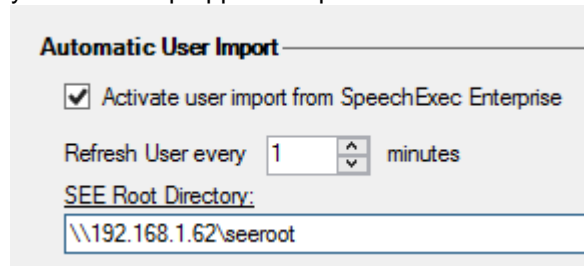 Automatic User Import
Activate user import from SpeechExec Enterprise
Refresh User every 1 minutes
SEE Root Directory:
\\192.168.1.62\seeroot